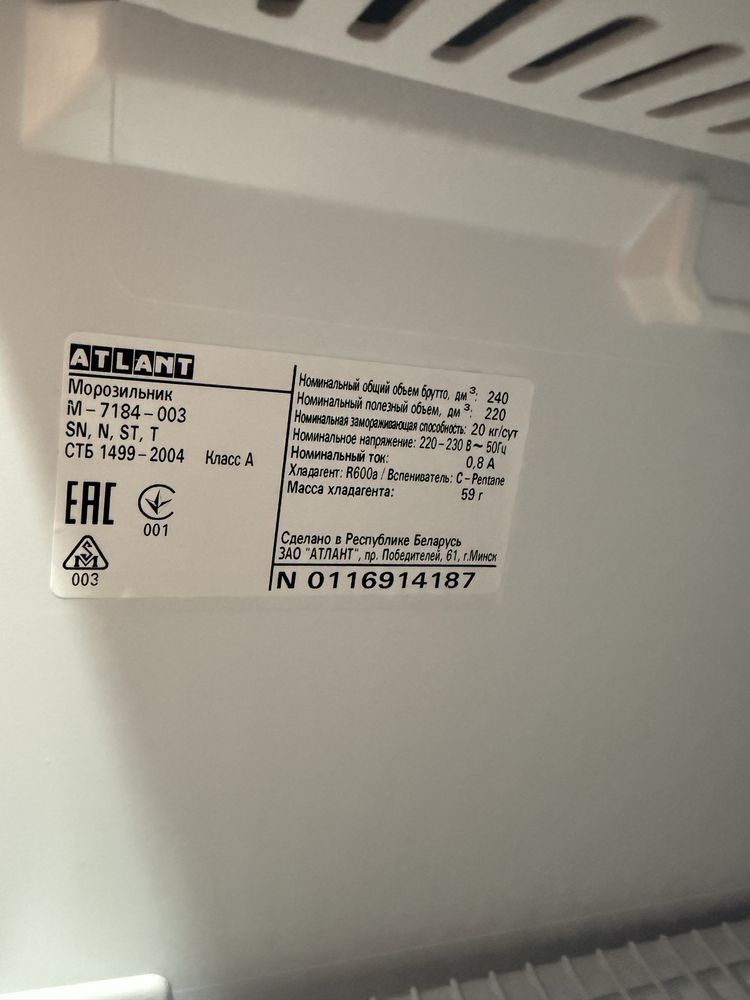 ATLANT
Морозильник
М-7184-003
SN, N, ST, T
СТБ 1499-2004 Класс А
EAC
001
003
Номинальный общий объем брутто, дм³: 240
Номинальный полезный объем, дм³: 220
Номинальная замораживающая способность: 20 кг/сут
Номинальное напряжение: 220-230 В ~ 50Гц
Номинальный ток: 0,8 А
Хладагент: R600a / Вспениватель: C-Pentane
Масса хладагента: 59 г
Сделано в Республике Беларусь
ЗАО "АТЛАНТ", пр. Победителей, 61, г.Минск
N 0116914187